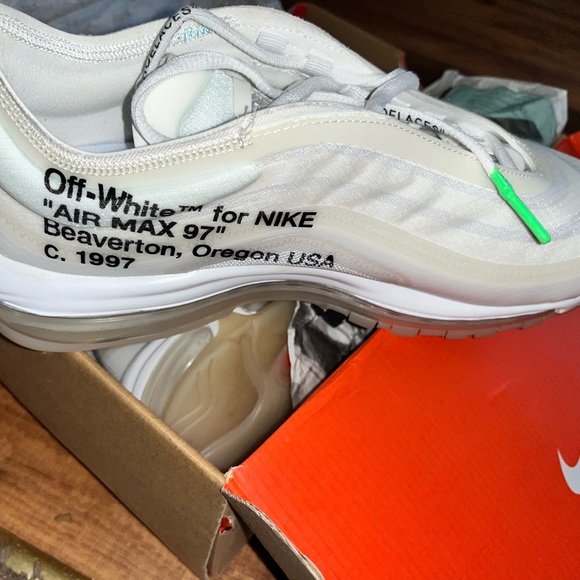 Off-White™ for NIKE
"AIR MAX 97"
Beaverton, Oregon USA
C. 1997